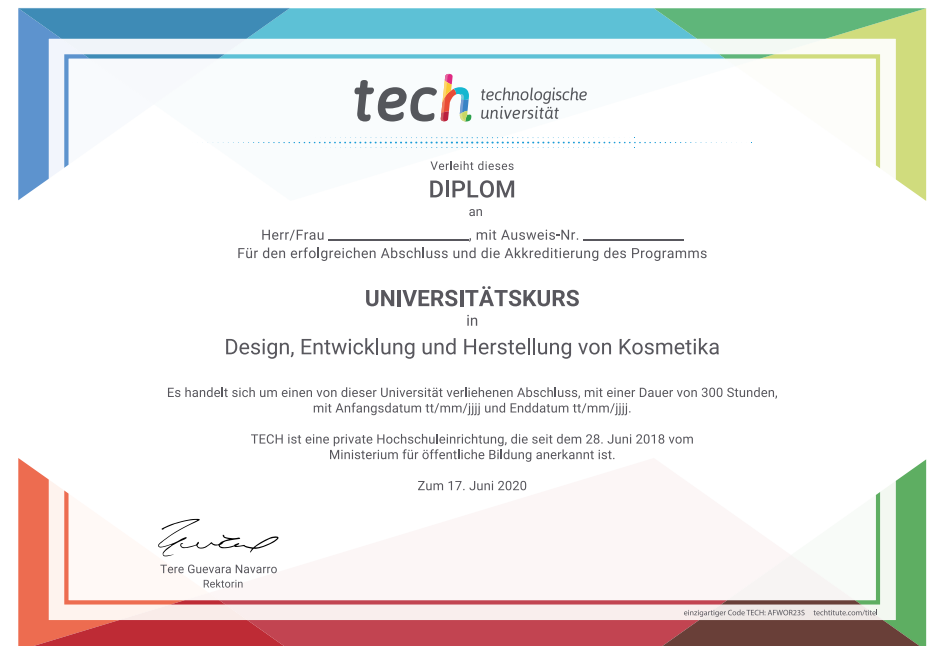 tech technologische
universität
Verleiht dieses
DIPLOM
an
Herr/Frau ____________________, mit Ausweis-Nr. ______________
Für den erfolgreichen Abschluss und die Akkreditierung des Programms
UNIVERSITÄTSKURS
in
Design, Entwicklung und Herstellung von Kosmetika
Es handelt sich um einen von dieser Universität verliehenen Abschluss, mit einer Dauer von 300 Stunden,
mit Anfangsdatum tt/mm/jjjj und Enddatum tt/mm/jjjj.
TECH ist eine private Hochschuleinrichtung, die seit dem 28. Juni 2018 vom
Ministerium für öffentliche Bildung anerkannt ist.
Zum 17. Juni 2020
Tere Guevara Navarro
Rektorin
einzigartiger Code TECH: AFWOR23S techtitute.com/titel